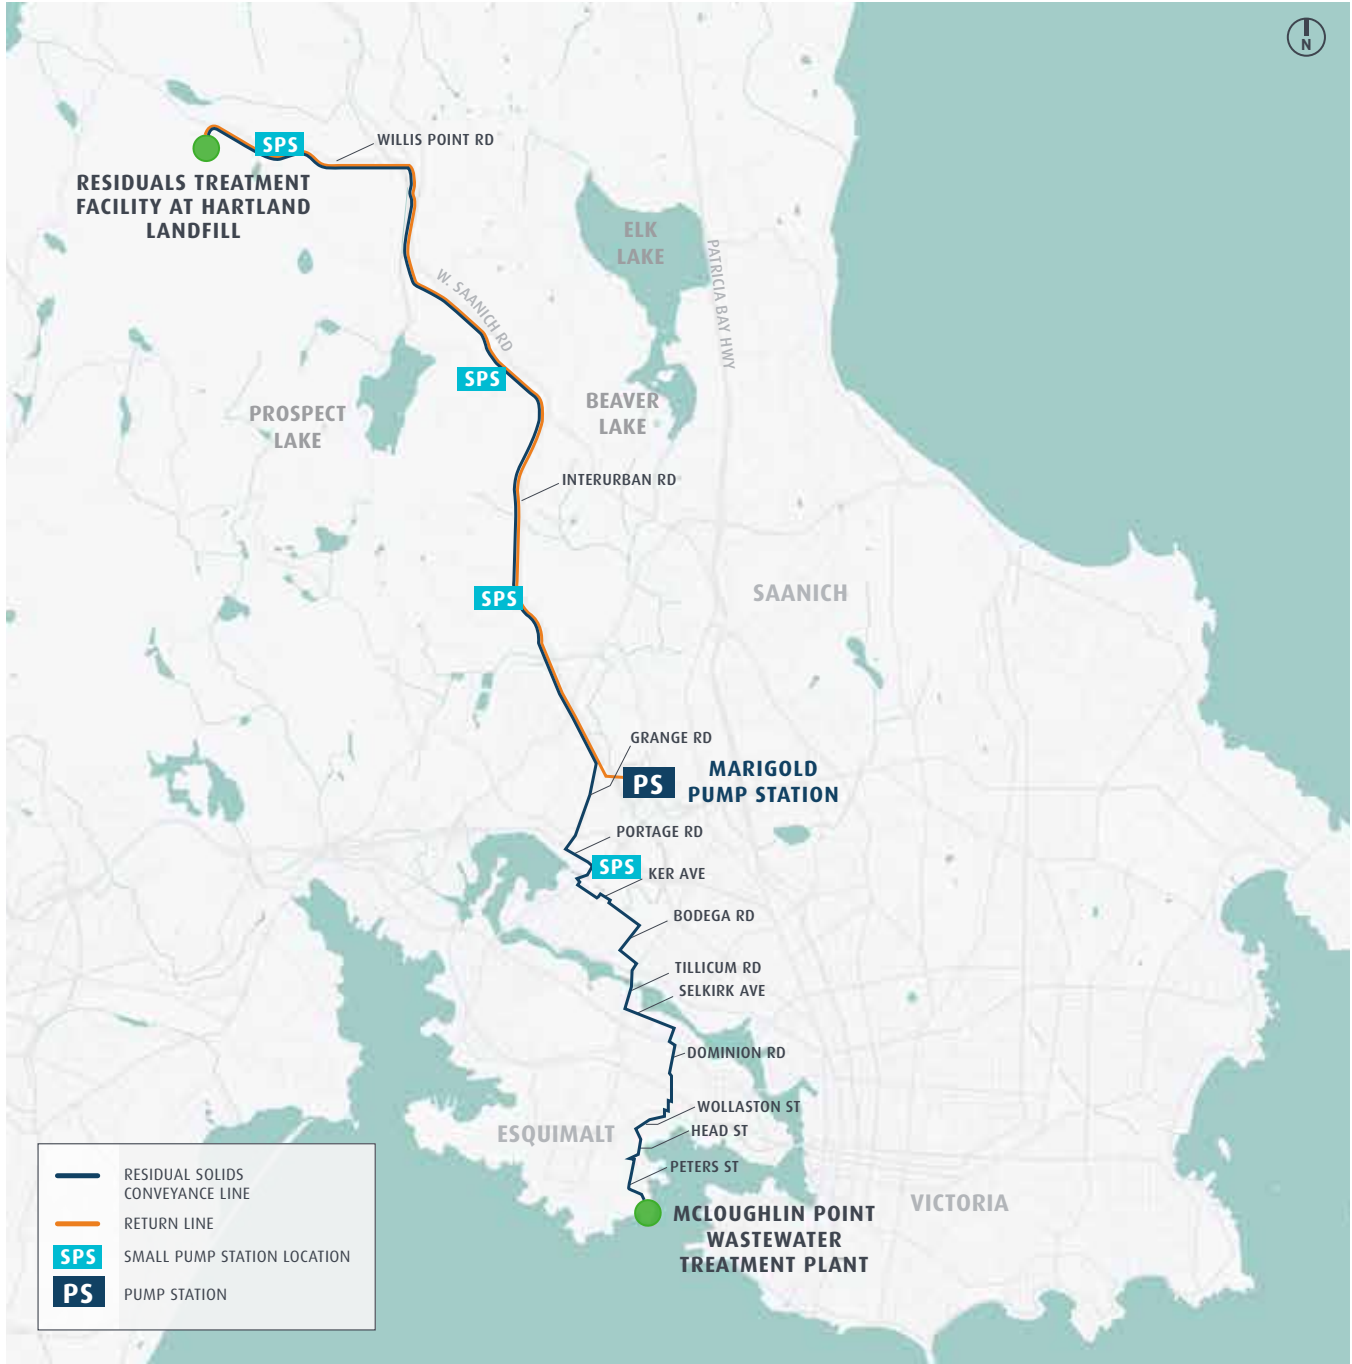 N
SPS
WILLIS POINT RD
RESIDUALS TREATMENT
FACILITY AT HARTLAND
LANDFILL
ELK
LAKE
PATRICIA BAY HWY
W. SAANICH RD
SPS
PROSPECT
LAKE
BEAVER
LAKE
INTERURBAN RD
SPS
SAANICH
GRANGE RD
PS
MARIGOLD
PUMP STATION
PORTAGE RD
SPS
KER AVE
BODEGA RD
TILLICUM RD
SELKIRK AVE
DOMINION RD
WOLLASTON ST
ESQUIMALT
HEAD ST
PETERS ST
VICTORIA
MCLOUGHLIN POINT
WASTEWATER
TREATMENT PLANT
RESIDUAL SOLIDS
CONVEYANCE LINE
RETURN LINE
SPS SMALL PUMP STATION LOCATION
PS PUMP STATION